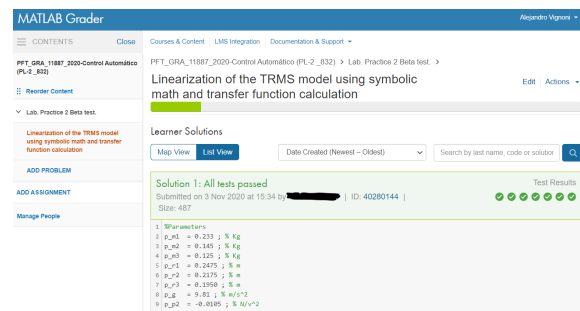 MATLAB Grader
Alejandro Vignoni
CONTENTS Close
Courses & Content LMS Integration Documentation & Support
PFT_GRA_11887_2020-Control Automático (PL-2 _832)
Reorder Content
Lab. Practice 2 Beta test.
Linearization of the TRMS model
using symbolic math and transfer
function calculation
ADD PROBLEM
ADD ASSIGNMENT
Manage People
PFT_GRA_11887_2020-Control Automático (PL-2 _832) > Lab. Practice 2 Beta test. >
Linearization of the TRMS model using symbolic
math and transfer function calculation
Edit Actions
Learner Solutions
Map View List View
Date Created (Newest – Oldest)
Search by last name, code or solutior
Solution 1: All tests passed
Test Results
Submitted on 3 Nov 2020 at 15:34 by | ID: 40280144 |
Size: 487
1 %Parameters
2 p_m1 = 0.233 ; % Kg
3 p_m2 = 0.145 ; % Kg
4 p_m3 = 0.125 ; % Kg
5 p_r1 = 0.2475 ; % m
6 p_r2 = 0.2175 ; % m
7 p_r3 = 0.1950 ; % m
8 p_g = 9.81 ; % m/s^2
9 p_p2 = -0.0105 ; % N/v^2